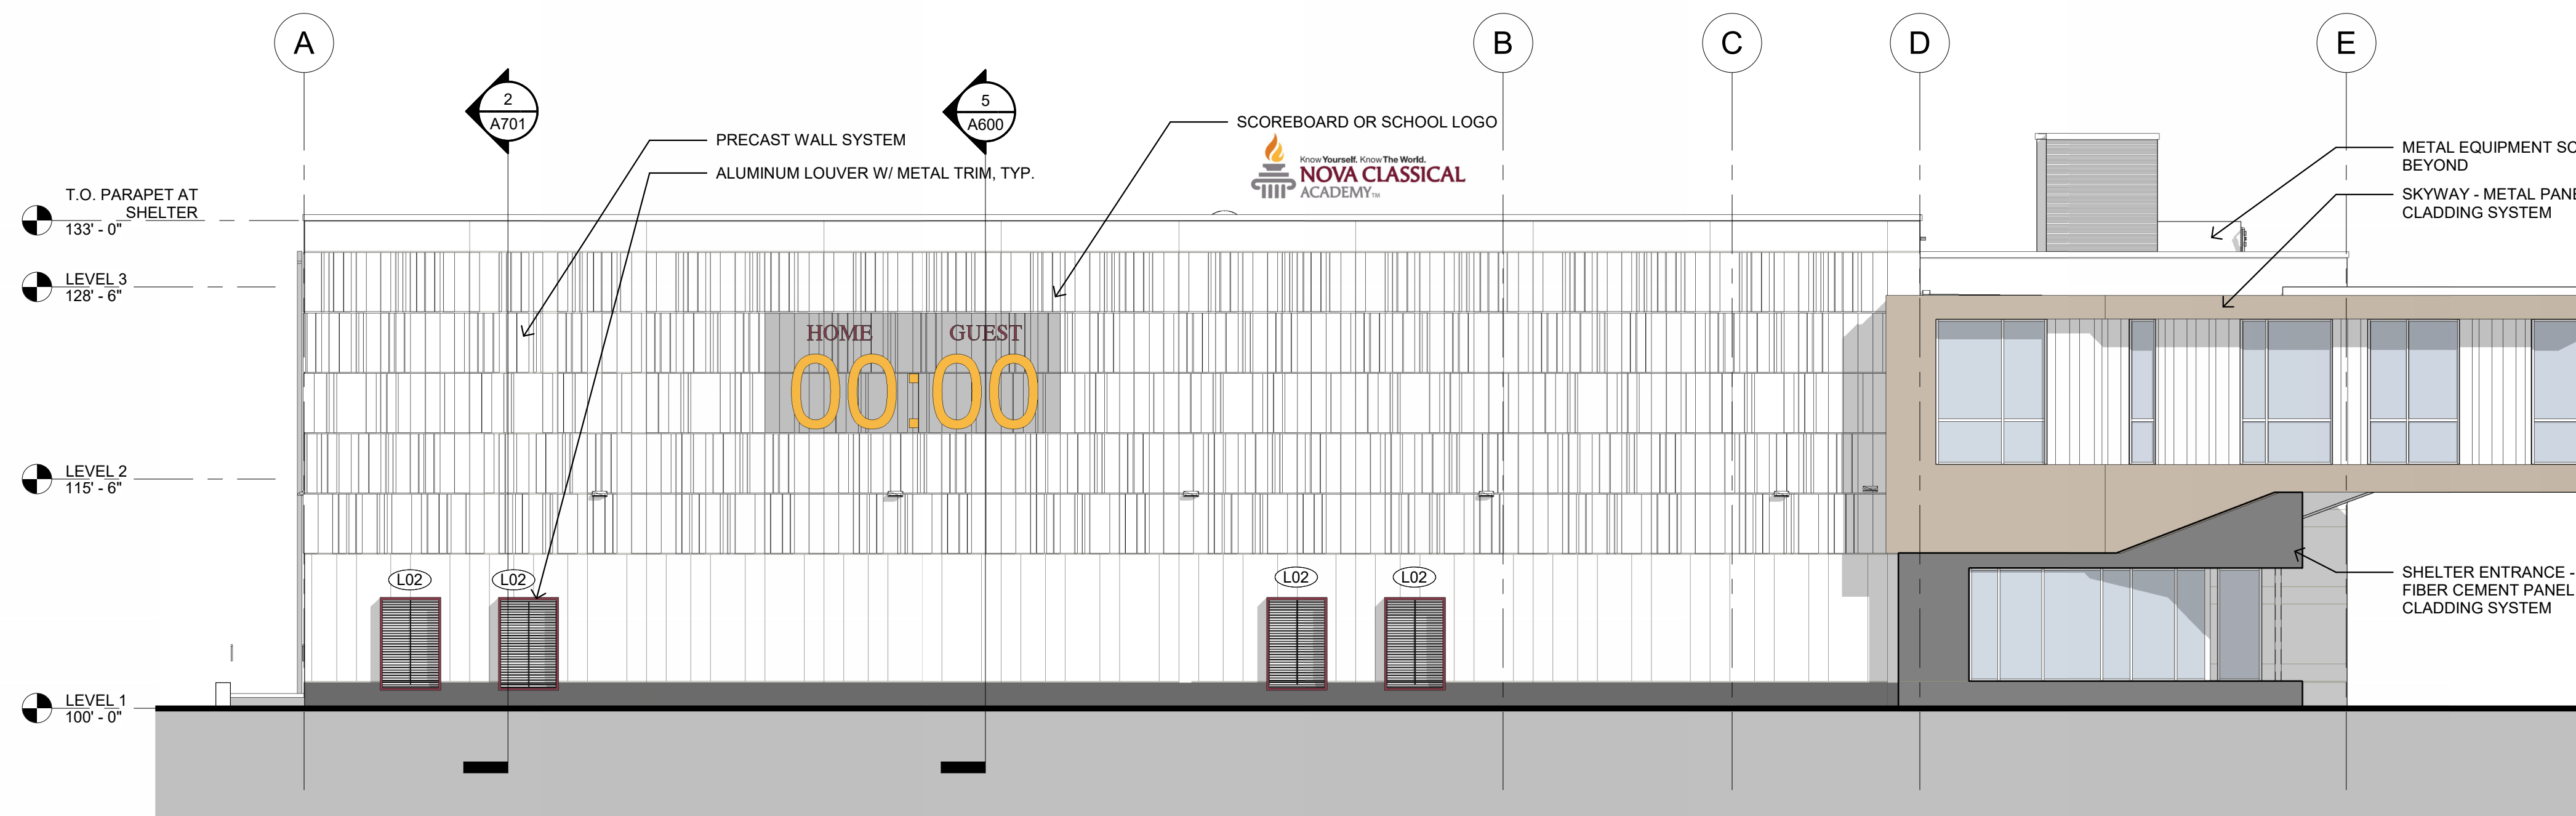 A
B
C
D
E
2
A701
5
A600
PRECAST WALL SYSTEM
ALUMINUM LOUVER W/ METAL TRIM, TYP.
SCOREBOARD OR SCHOOL LOGO
Know Yourself. Know The World.
NOVA CLASSICAL
ACADEMY™
METAL EQUIPMENT SC
BEYOND
SKYWAY - METAL PANE
CLADDING SYSTEM
T.O. PARAPET AT
SHELTER
133' - 0"
LEVEL 3
128' - 6"
HOME GUEST
00:00
LEVEL 2
115' - 6"
L02
L02
L02
L02
SHELTER ENTRANCE -
FIBER CEMENT PANEL
CLADDING SYSTEM
LEVEL 1
100' - 0"